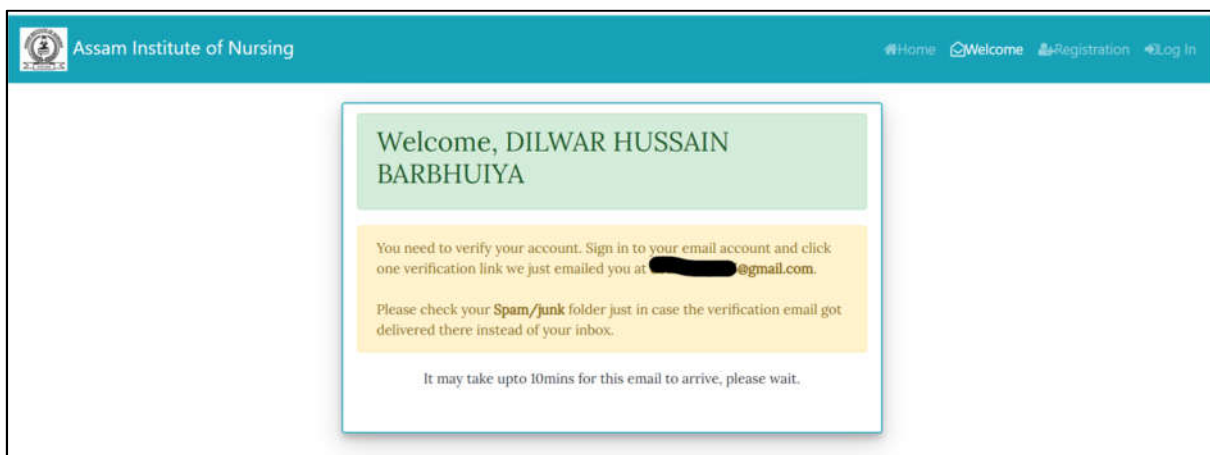 Assam Institute of Nursing
Home Welcome Registration Log In
Welcome, DILWAR HUSSAIN
BARBHUIYA
You need to verify your account. Sign in to your email account and click
one verification link we just emailed you at @gmail.com.
Please check your Spam/junk folder just in case the verification email got
delivered there instead of your inbox.
It may take upto 10mins for this email to arrive, please wait.